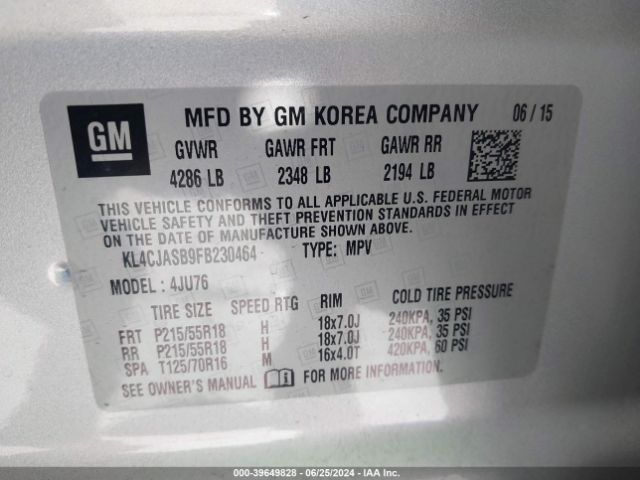 GM
MFD BY GM KOREA COMPANY 06 / 15
GVWR GAWR FRT GAWR RR
4286 LB 2348 LB 2194 LB
THIS VEHICLE CONFORMS TO ALL APPLICABLE U.S. FEDERAL MOTOR
VEHICLE SAFETY AND THEFT PREVENTION STANDARDS IN EFFECT
ON THE DATE OF MANUFACTURE SHOWN ABOVE.
KL4CJASB9FB230464 TYPE: MPV
MODEL : 4JU76
TIRE SIZE SPEED RTG RIM COLD TIRE PRESSURE
FRT P215/55R18 H 18x7.0J 240KPA, 35 PSI
RR P215/55R18 H 18x7.0J 240KPA, 35 PSI
SPA T125/70R16 M 16x4.0T 420KPA, 60 PSI
SEE OWNER'S MANUAL FOR MORE INFORMATION.
000-39649828 - 06/25/2024 - IAA Inc.